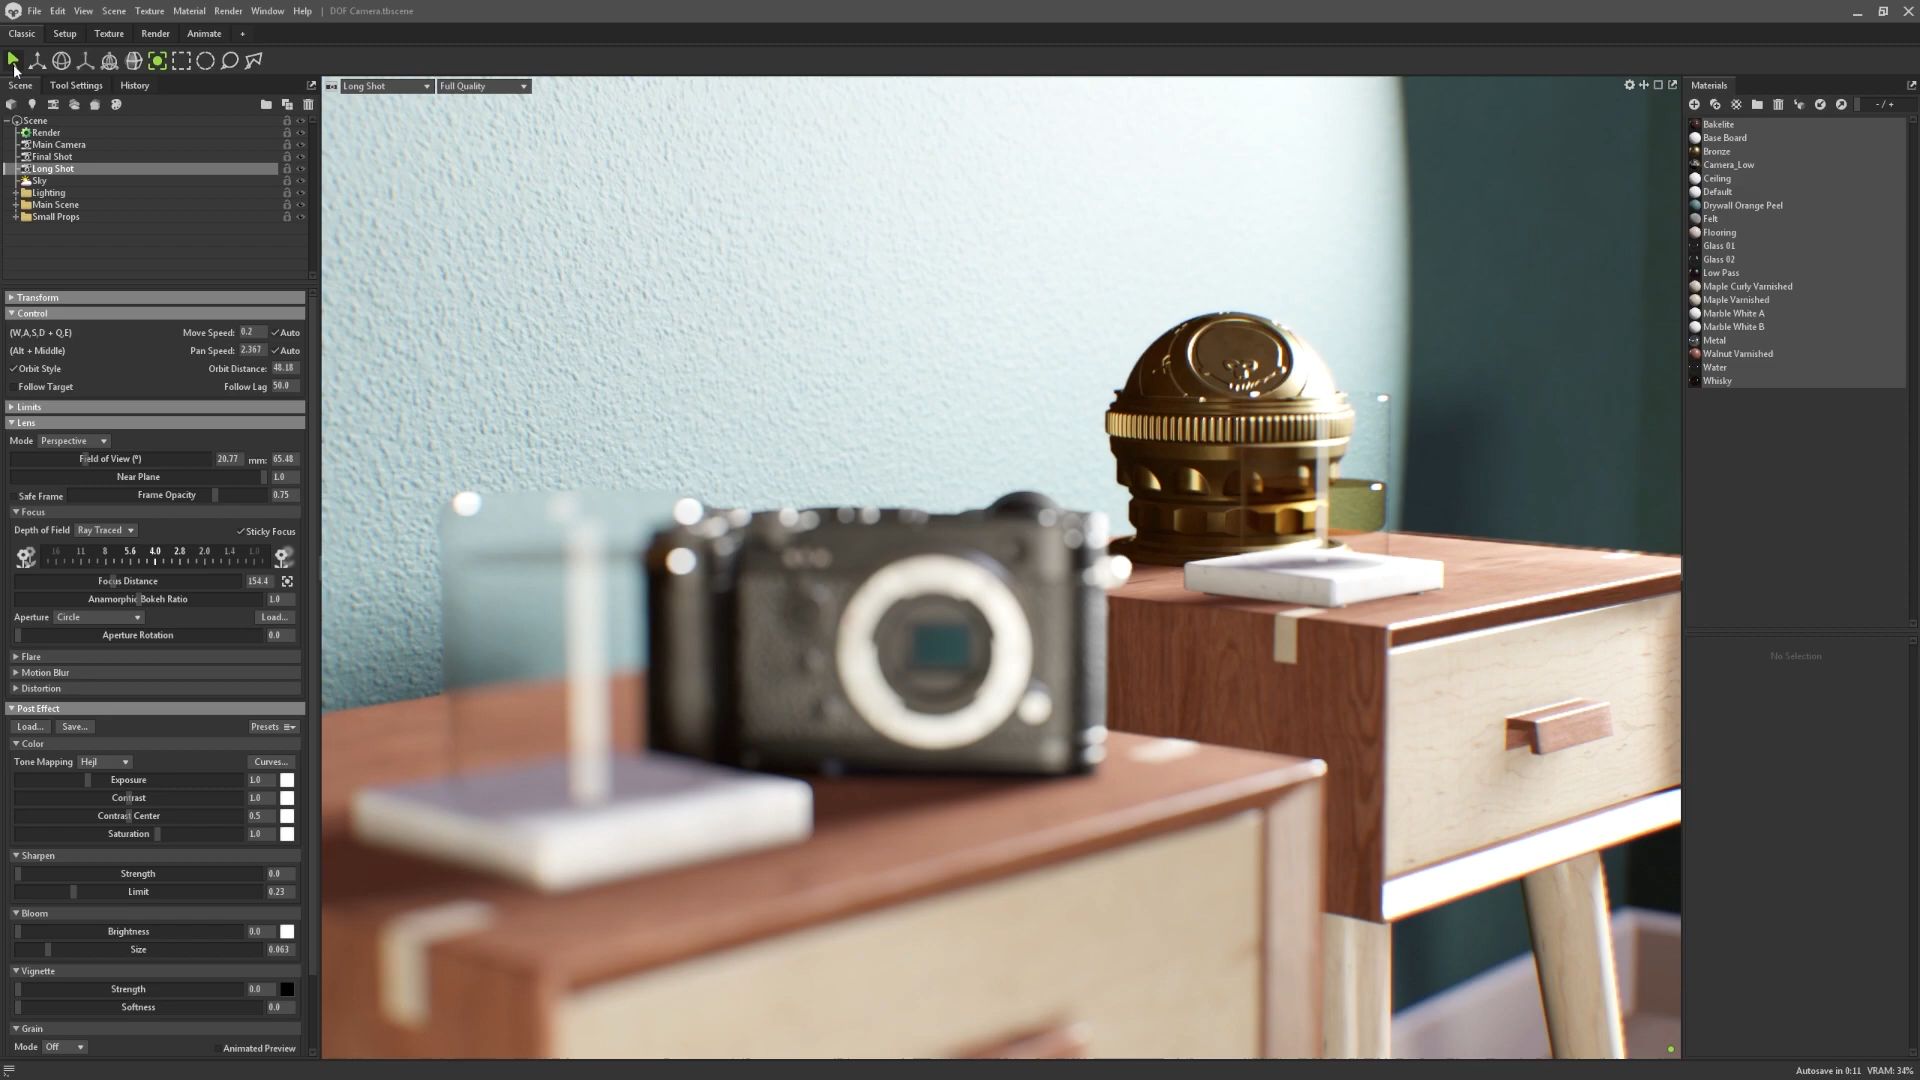 File Edit View Scene Texture Material Render Window Help | DOF Camera.tbscene
Classic Setup Texture Render Animate +
Scene Tool Settings History
Long Shot Full Quality
Materials
- / +
Scene
Render
Main Camera
Final Shot
Long Shot
Sky
Lighting
Main Scene
Small Props
Transform
Control
(W,A,S,D + Q,E) Move Speed: 0.2 Auto
(Alt + Middle) Pan Speed: 2.367 Auto
Orbit Style Orbit Distance: 48.18
Follow Target Follow Lag 50.0
Limits
Lens
Mode Perspective
Field of View (º) 20.77 mm: 65.48
Near Plane 1.0
Safe Frame Frame Opacity 0.75
Focus
Depth of Field Ray Traced Sticky Focus
16 11 8 5.6 4.0 2.8 2.0 1.4 1.0
Focus Distance 154.4
Anamorphic Bokeh Ratio 1.0
Aperture Circle Load...
Aperture Rotation 0.0
Flare
Motion Blur
Distortion
Post Effect
Load... Save... Presets
Color
Tone Mapping Hejl Curves...
Exposure 1.0
Contrast 1.0
Contrast Center 0.5
Saturation 1.0
Sharpen
Strength 0.0
Limit 0.23
Bloom
Brightness 0.0
Size 0.063
Vignette
Strength 0.0
Softness 0.0
Grain
Mode Off Animated Preview
Bakelite
Base Board
Bronze
Camera_Low
Ceiling
Default
Drywall Orange Peel
Felt
Flooring
Glass 01
Glass 02
Low Pass
Maple Curly Varnished
Maple Varnished
Marble White A
Marble White B
Metal
Walnut Varnished
Water
Whisky
No Selection
Autosave in 0:11 VRAM: 34%